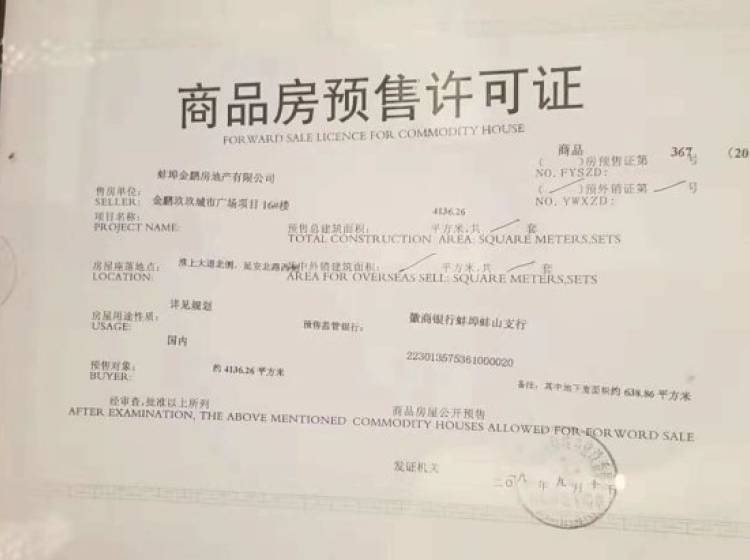 商品房预售许可证
FORWARD SALE LICENCE FOR COMMODITY HOUSE
商品 367 (20
( )房预售证第 号
NO. FYSZD:
( )预外销证第 号
NO. YWXZD:
蚌埠金鹏房地产有限公司
售房单位:
SELLER: 金鹏玖玖城市广场项目 16#楼
项目名称: 4136.26
PROJECT NAME: 预售总建筑面积: 平方米,共 套
TOTAL CONSTRUCTION AREA: SQUARE METERS,SETS
房屋座落地点: 淮上大道北侧、延安北路西侧 中外销建筑面积: 平方米,共 套
LOCATION: AREA FOR OVERSEAS SELL: SQUARE METERS,SETS
详见规划
房屋用途性质: 预售监管银行: 徽商银行蚌埠蚌山支行
USAGE:
国内 223013575361000020
预售对象: 约 4136.26 平方米
BUYER: 备注:其中地下室面积约 638.86 平方米
经审查,批准以上所列 商品房屋公开预售
AFTER EXAMINATION, THE ABOVE MENTIONED COMMODITY HOUSES ALLOWED FOR FORWORD SALE
发证机关 二〇一八 年 九 月 十